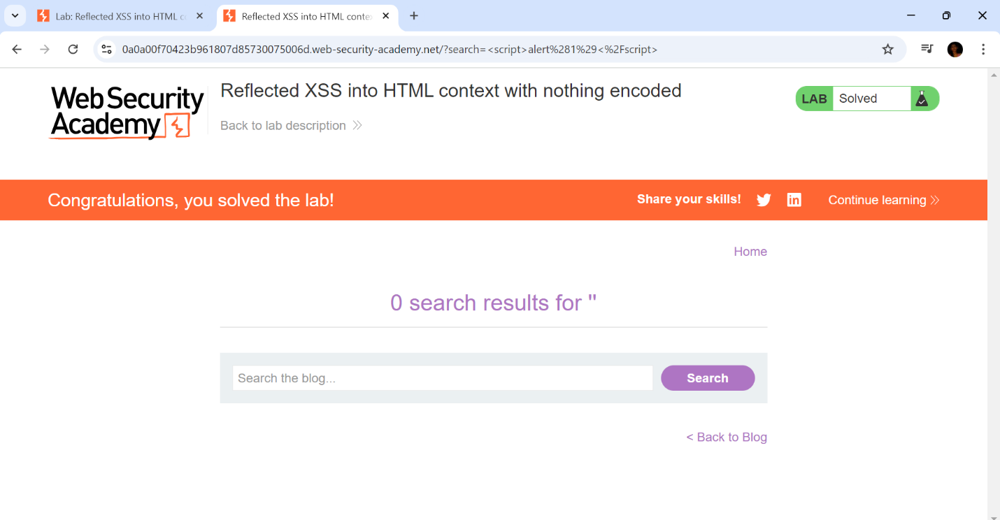 Lab: Reflected XSS into HTML co
Reflected XSS into HTML contex
0a0a00f70423b961807d85730075006d.web-security-academy.net/?search=<script>alert%281%29<%2Fscript>
Web Security
Academy
Reflected XSS into HTML context with nothing encoded
Back to lab description
LAB Solved
Congratulations, you solved the lab!
Share your skills!
Continue learning
Home
0 search results for ''
Search the blog...
Search
< Back to Blog